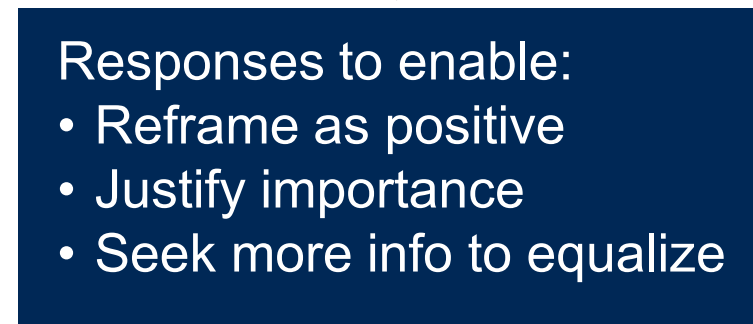 Responses to enable:
• Reframe as positive
• Justify importance
• Seek more info to equalize